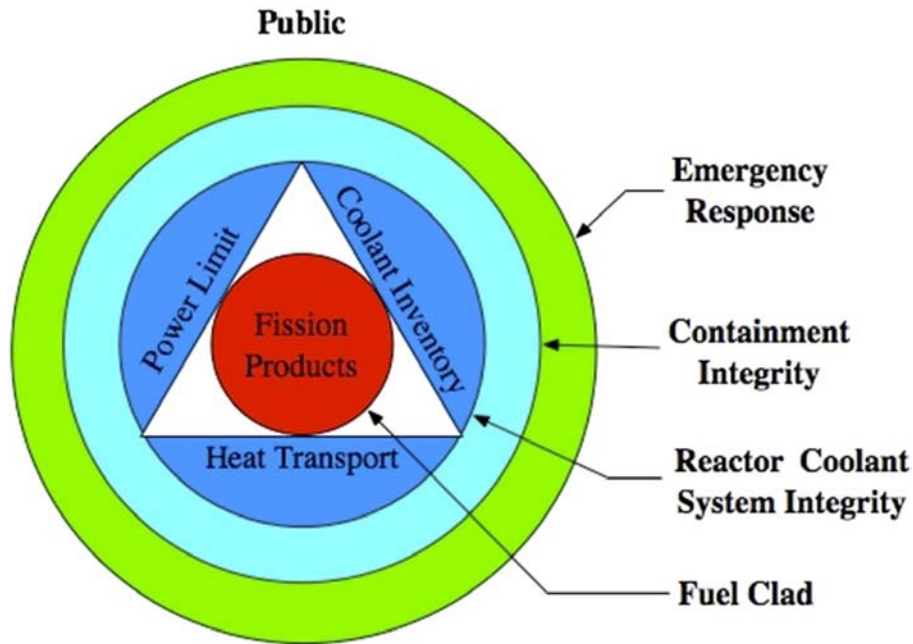 Public
Power Limit
Coolant Inventory
Fission
Products
Heat Transport
Emergency
Response
Containment
Integrity
Reactor Coolant
System Integrity
Fuel Clad